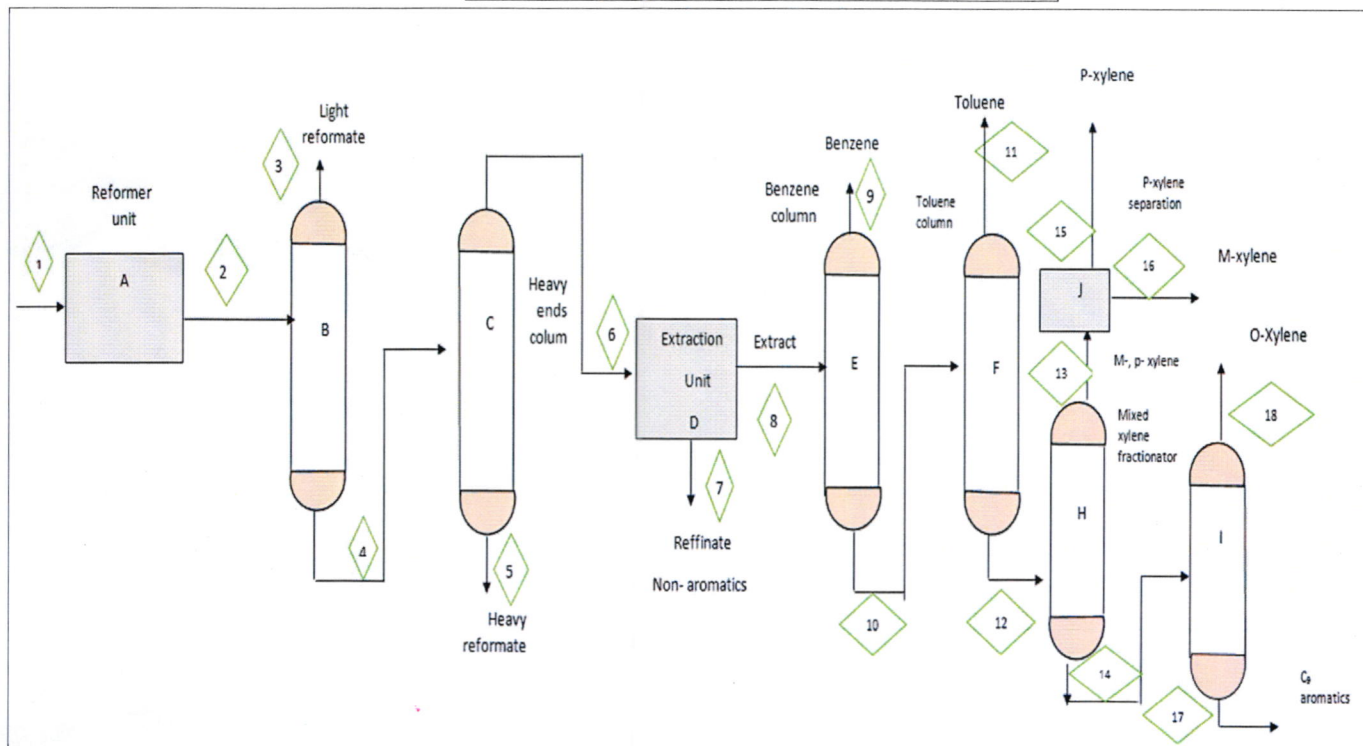 P-xylene
Toluene
Light
reformate
3
11
Benzene
Reformer
unit
Benzene
column
9
Toluene
column
P-xylene
separation
15
1
2
16
M-xylene
A
Heavy
ends
colum
J
B
C
6
Extraction
Unit
D
Extract
8
E
F
13
M-, p- xylene
O-Xylene
Mixed
xylene
fractionator
18
7
Reffinate
Non- aromatics
H
I
4
5
Heavy
reformate
10
12
14
17
C9
aromatics